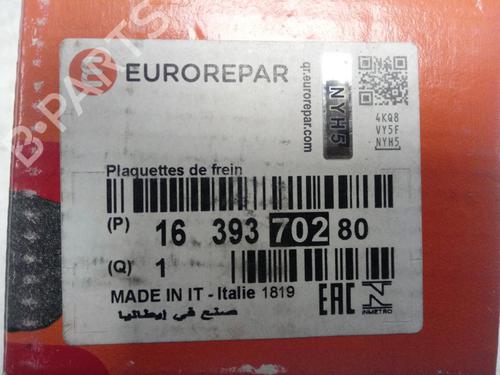 B-PARTS
EUROREPAR
qr.eurorepar.com
NYH5
4KQ8
VY5F
NYH5
Plaquettes de frein
(P) 16 393 702 80
(Q) 1
MADE IN IT - Italie 1819
صنع في إيطاليا
EAC
INMETRO